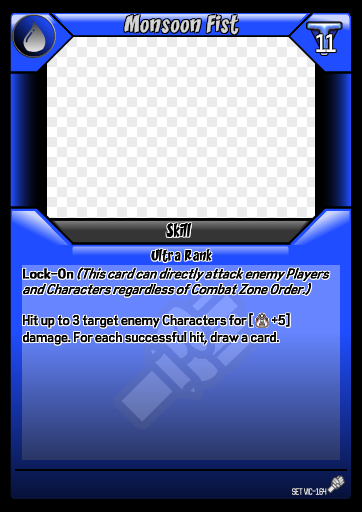 Monsoon Fist
11
Skill
Ultra Rank
Lock-On (This card can directly attack enemy Players
and Characters regardless of Combat Zone Order.)
Hit up to 3 target enemy Characters for [ +5]
damage. For each successful hit, draw a card.
SET VIC-164